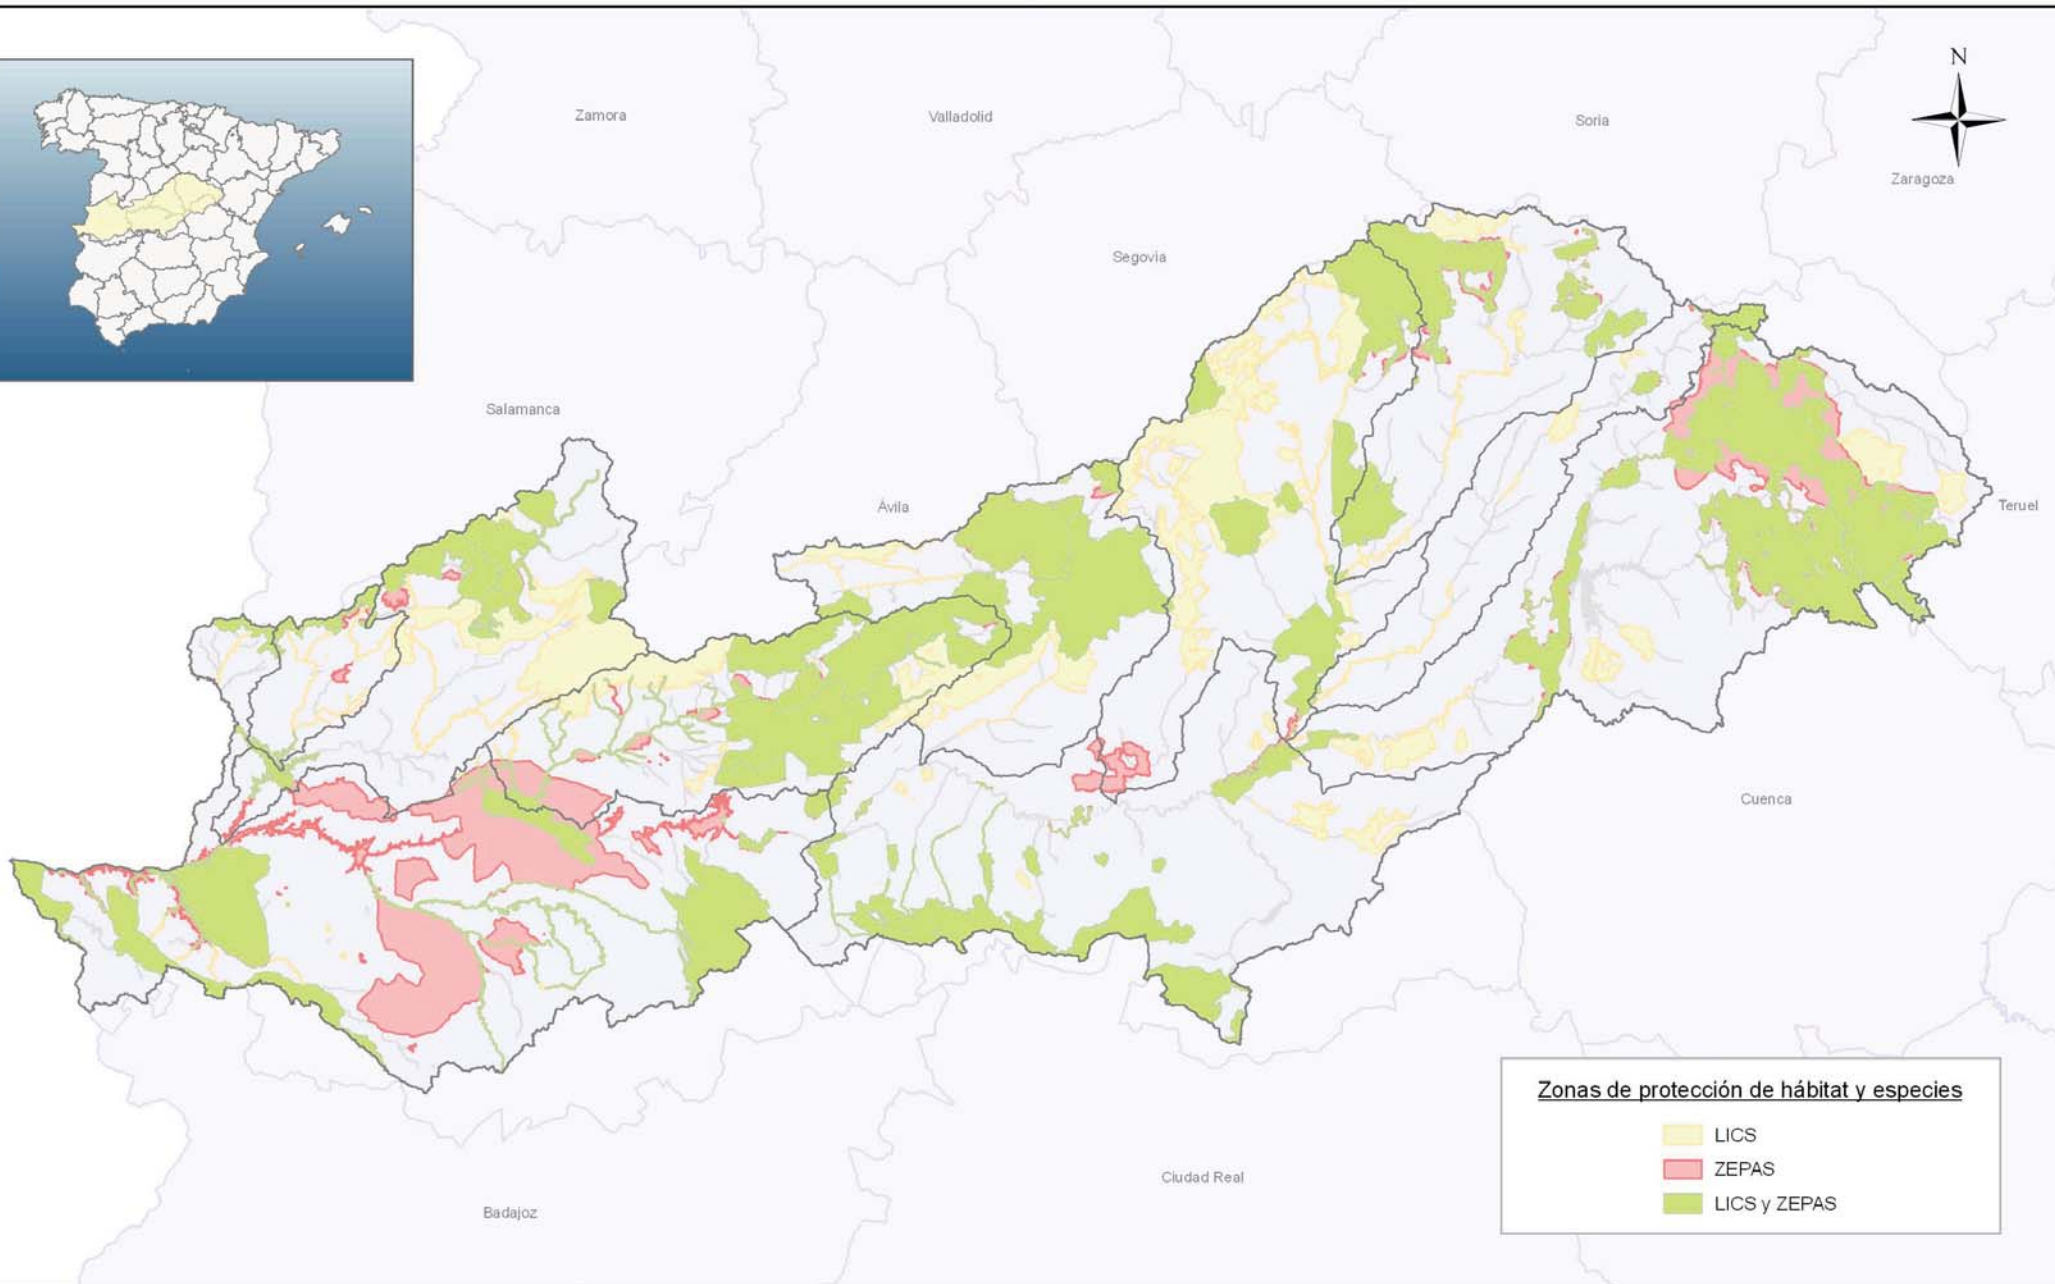 N
Zamora
Valladolid
Soria
Zaragoza
Segovia
Salamanca
Ávila
Teruel
Cuenca
Ciudad Real
Badajoz
Zonas de protección de hábitat y especies
LICS
ZEPAS
LICS y ZEPAS